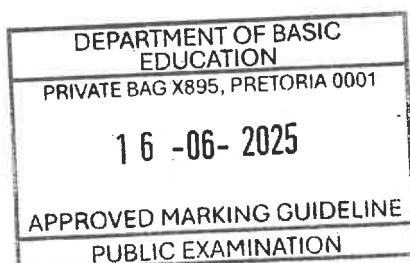 DEPARTMENT OF BASIC
EDUCATION
PRIVATE BAG X895, PRETORIA 0001
16 -06- 2025
APPROVED MARKING GUIDELINE
PUBLIC EXAMINATION